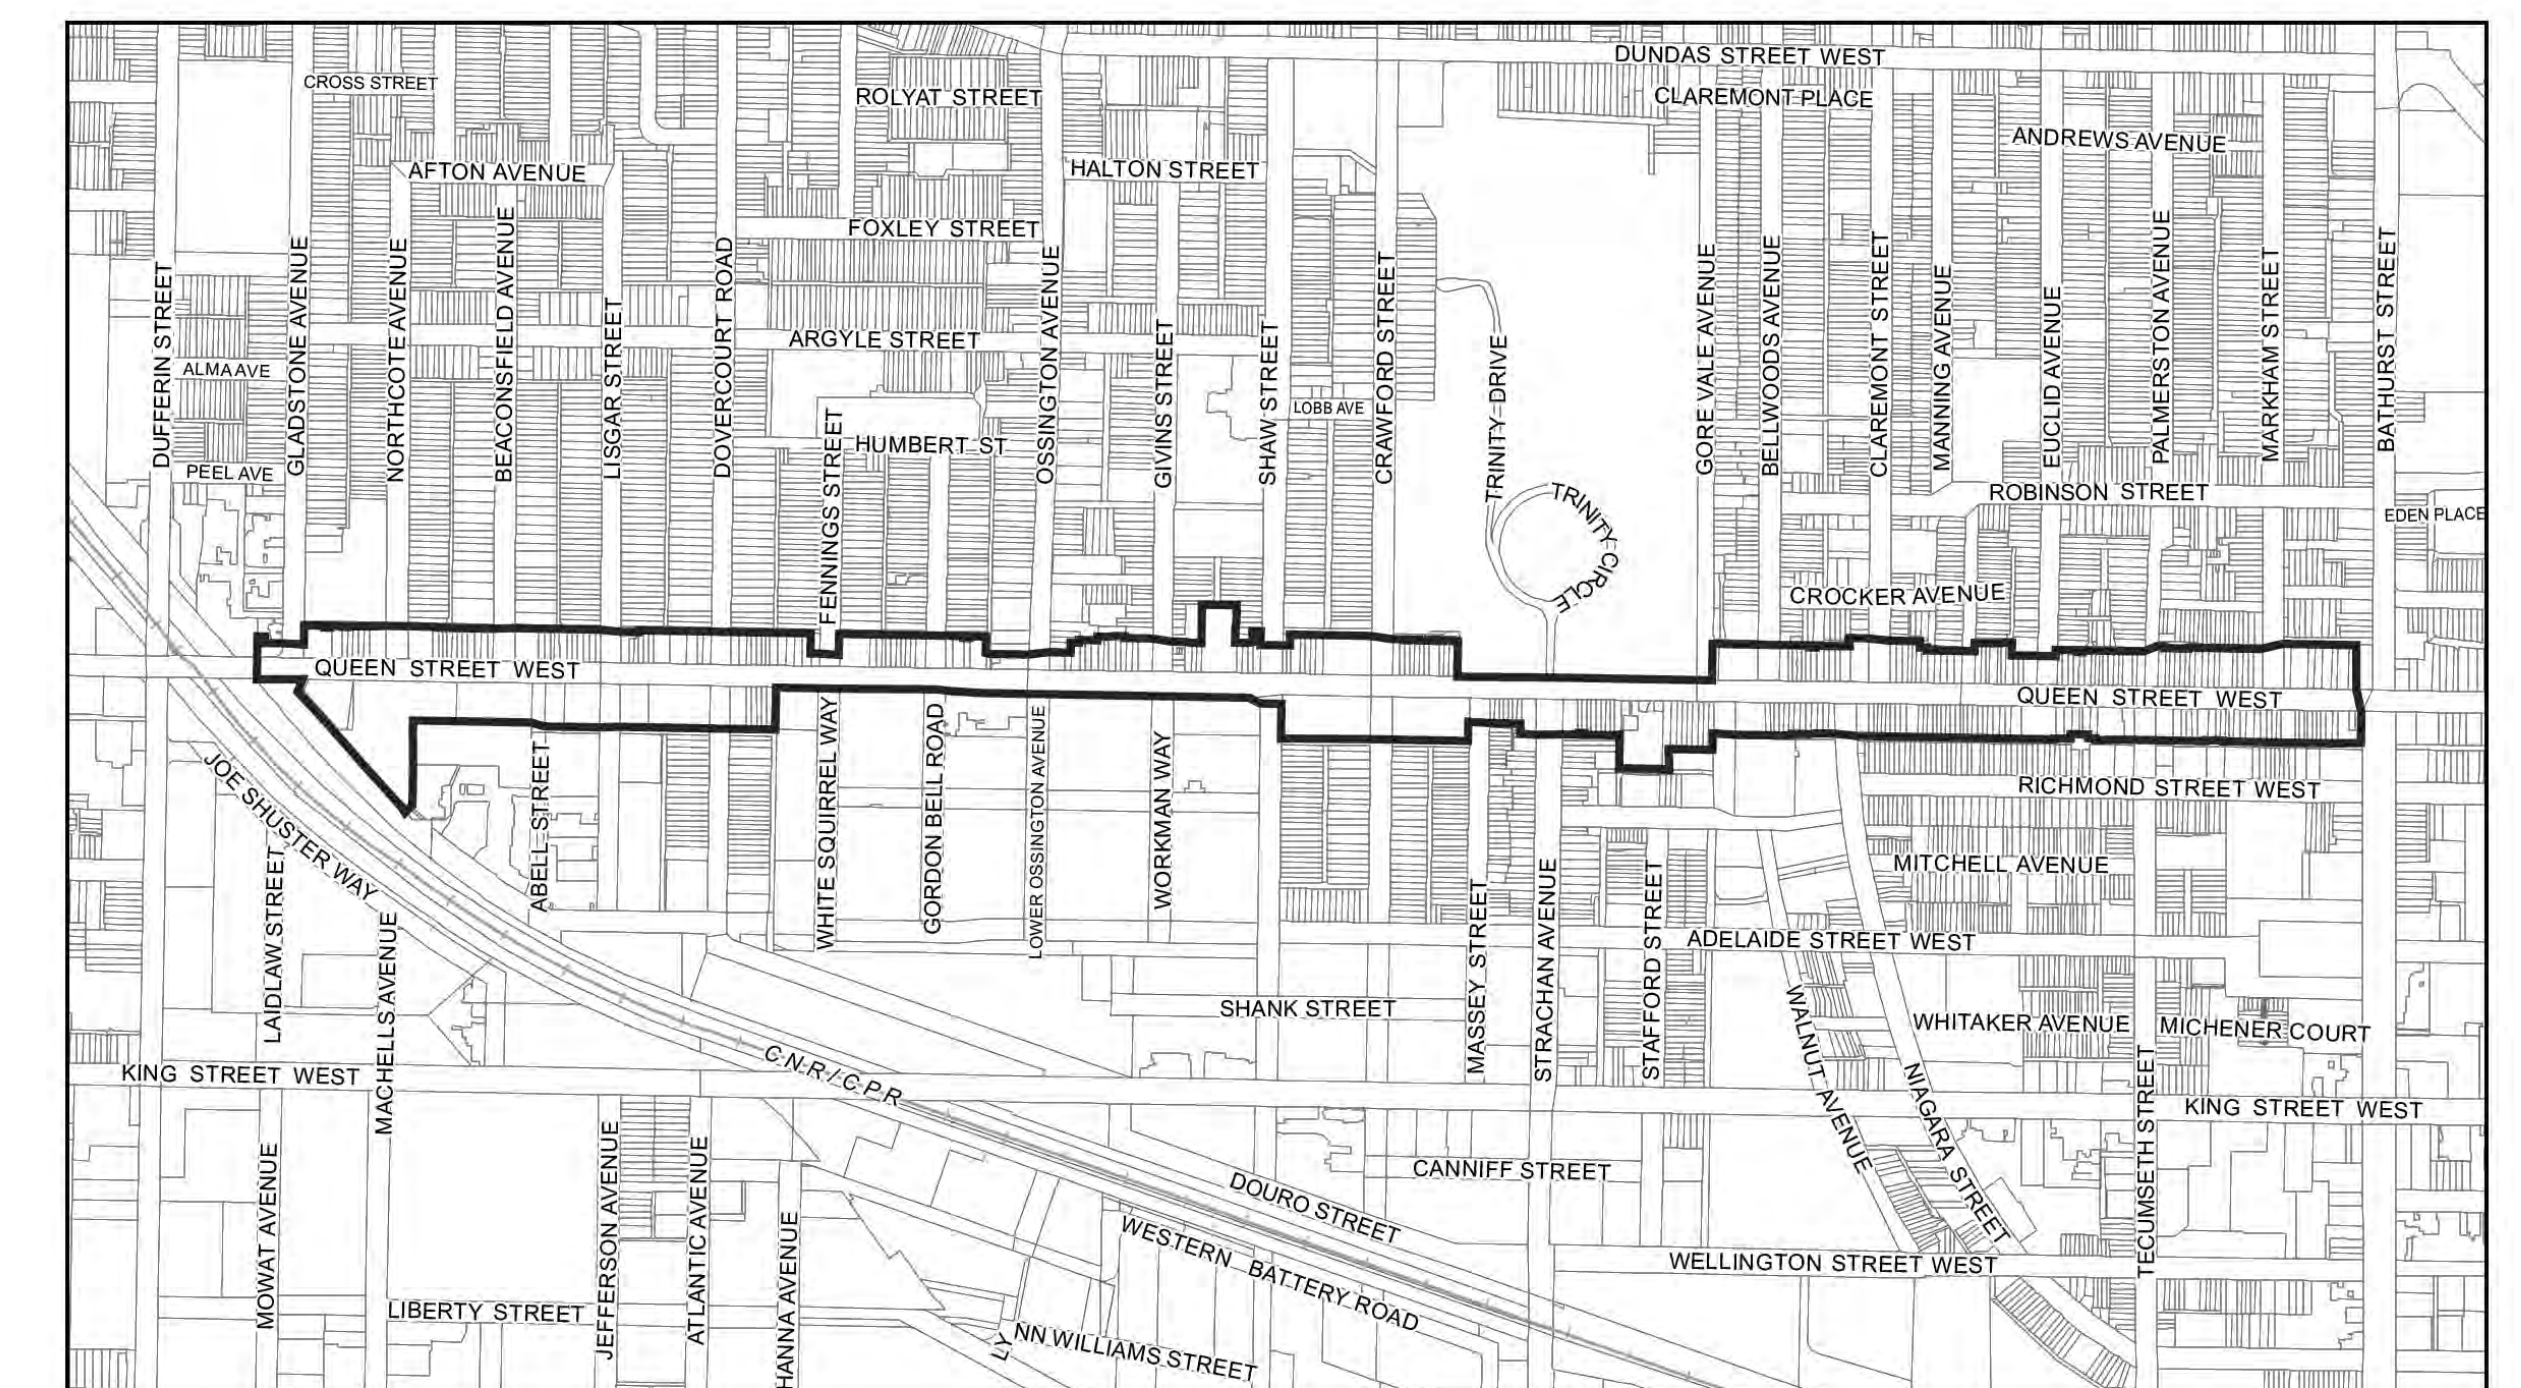 DUNDAS STREET WEST
CROSS STREET
ROLYAT STREET
CLAREMONT PLACE
ANDREWS AVENUE
AFTON AVENUE
HALTON STREET
FOXLEY STREET
DUFFERIN STREET
GLADSTONE AVENUE
NORTHCOTE AVENUE
BEACONSFIELD AVENUE
LISGAR STREET
DOVERCOURT ROAD
ARGYLE STREET
OSSINGTON AVENUE
GIVINS STREET
SHAW STREET
CRAWFORD STREET
TRINITY DRIVE
GORE VALE AVENUE
BELLWOODS AVENUE
CLAREMONT STREET
MANNING AVENUE
EUCLID AVENUE
PALMERSTON AVENUE
MARKHAM STREET
BATHURST STREET
ALMA AVE
LOBB AVE
FENNINGS STREET
HUMBERT ST
PEEL AVE
TRINITY CIRCLE
ROBINSON STREET
EDEN PLACE
CROCKER AVENUE
QUEEN STREET WEST
QUEEN STREET WEST
JOE SHUSTER WAY
ABELL STREET
WHITE SQUIRREL WAY
GORDON BELL ROAD
LOWER OSSINGTON AVENUE
WORKMAN WAY
RICHMOND STREET WEST
MITCHELL AVENUE
LAIDLAW STREET
MACHELLS AVENUE
MASSEY STREET
STRACHAN AVENUE
STAFFORD STREET
ADELAIDE STREET WEST
SHANK STREET
WALNUT AVENUE
WHITAKER AVENUE
MICHENER COURT
NIAGARA STREET
TECUMSETH STREET
KING STREET WEST
C N R / C P R
KING STREET WEST
MOWAT AVENUE
JEFFERSON AVENUE
ATLANTIC AVENUE
HANNA AVENUE
CANNIFF STREET
DOURO STREET
WESTERN BATTERY ROAD
WELLINGTON STREET WEST
LIBERTY STREET
LY
NN WILLIAMS STREET